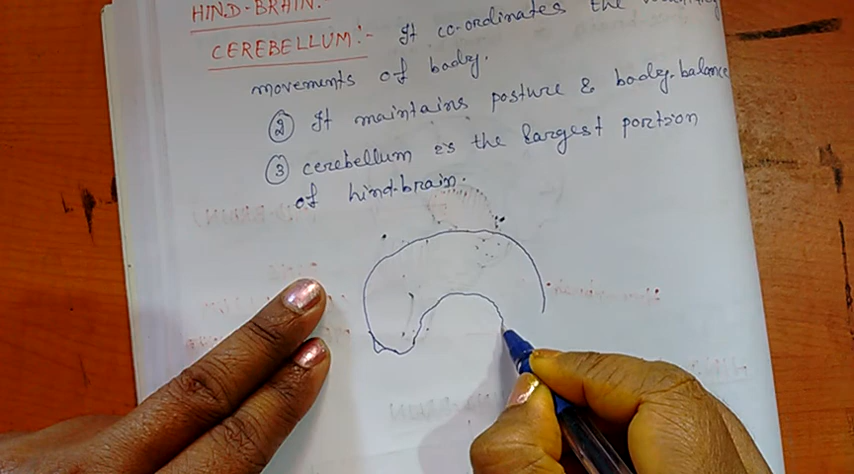 HIND-BRAIN:-
CEREBELLUM:- It co-ordinates the
movements of body.
② It maintains posture & body-balance
③ cerebellum is the largest portion
of hind-brain.